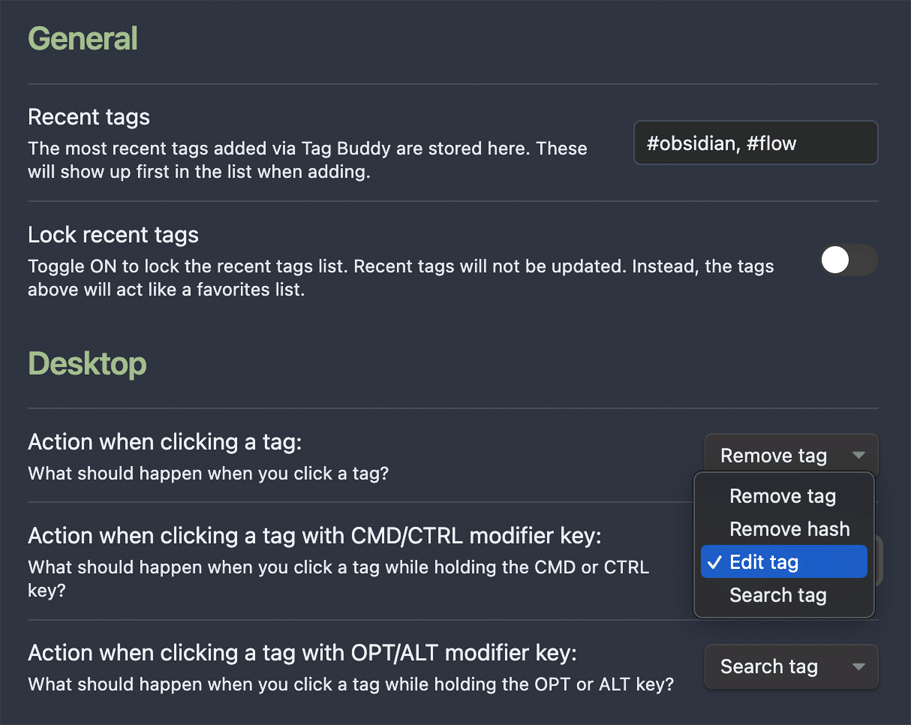 General
Recent tags
The most recent tags added via Tag Buddy are stored here. These
will show up first in the list when adding.
#obsidian, #flow
Lock recent tags
Toggle ON to lock the recent tags list. Recent tags will not be updated. Instead, the tags
above will act like a favorites list.
Desktop
Action when clicking a tag:
What should happen when you click a tag?
Remove tag
Remove tag
Remove hash
✓ Edit tag
Search tag
Action when clicking a tag with CMD/CTRL modifier key:
What should happen when you click a tag while holding the CMD or CTRL
key?
Action when clicking a tag with OPT/ALT modifier key:
What should happen when you click a tag while holding the OPT or ALT key?
Search tag